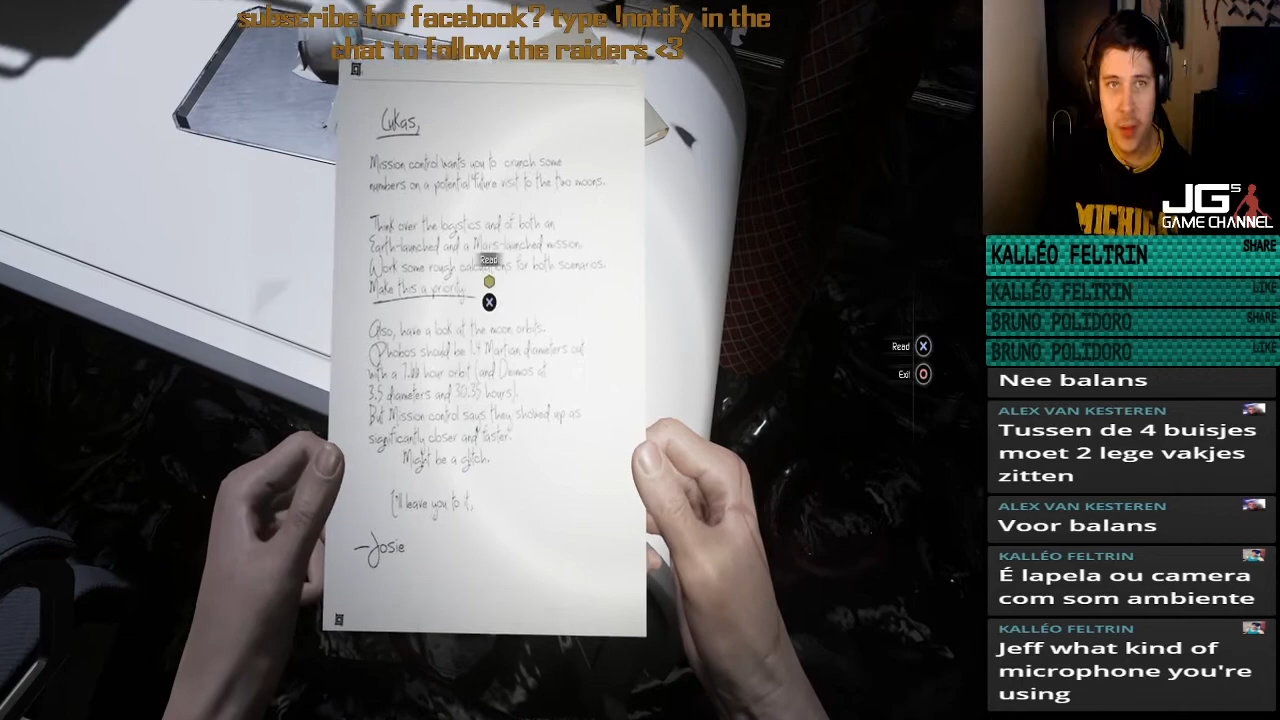 subscribe for facebook? type !notify in the
chat to follow the raiders <3
Lukas,
Mission control wants you to crunch some
numbers on a potential future visit to the two moons.
Think over the logistics and of both an
Earth-launched and a Mars-launched mission.
Work some rough calculations for both scenarios.
Make this a priority.
Also, have a look at the moon orbits.
Phobos should be 1.4 Martian diameters out
with a hour orbit (and Deimos at
3.5 diameters and 30.35 hours).
But Mission control says they showed up as
significantly closer and faster.
Might be a glitch.
I'll leave you to it,
-Josie
Read
Read
Exit
JG5
GAME CHANNEL
MICHIG
KALLÉO FELTRIN SHARE
KALLÉO FELTRIN LIKE
BRUNO POLIDORO SHARE
BRUNO POLIDORO LIKE
Nee balans
ALEX VAN KESTEREN
Tussen de 4 buisjes
moet 2 lege vakjes
zitten
ALEX VAN KESTEREN
Voor balans
KALLÉO FELTRIN
É lapela ou camera
com som ambiente
KALLÉO FELTRIN
Jeff what kind of
microphone you're
using